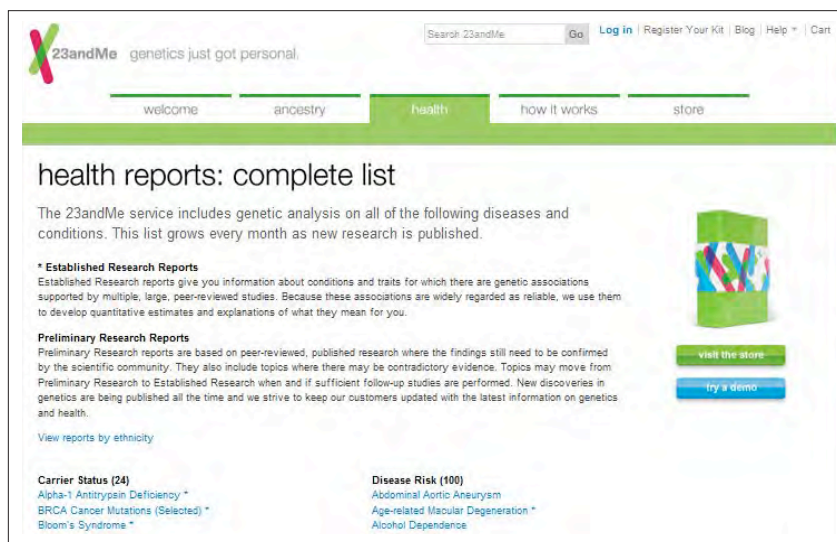 Search 23andMe Go Log in | Register Your Kit | Blog | Help | Cart
23andMe genetics just got personal.
welcome ancestry health how it works store
health reports: complete list
The 23andMe service includes genetic analysis on all of the following diseases and
conditions. This list grows every month as new research is published.
* Established Research Reports
Established Research reports give you information about conditions and traits for which there are genetic associations
supported by multiple, large, peer-reviewed studies. Because these associations are widely regarded as reliable, we use them
to develop quantitative estimates and explanations of what they mean for you.
Preliminary Research Reports
Preliminary Research reports are based on peer-reviewed, published research where the findings still need to be confirmed
by the scientific community. They also include topics where there may be contradictory evidence. Topics may move from
Preliminary Research to Established Research when and if sufficient follow-up studies are performed. New discoveries in
genetics are being published all the time and we strive to keep our customers updated with the latest information on genetics
and health.
View reports by ethnicity
visit the store
try a demo
Carrier Status (24)
Alpha-1 Antitrypsin Deficiency *
BRCA Cancer Mutations (Selected) *
Bloom's Syndrome *
Disease Risk (100)
Abdominal Aortic Aneurysm
Age-related Macular Degeneration *
Alcohol Dependence